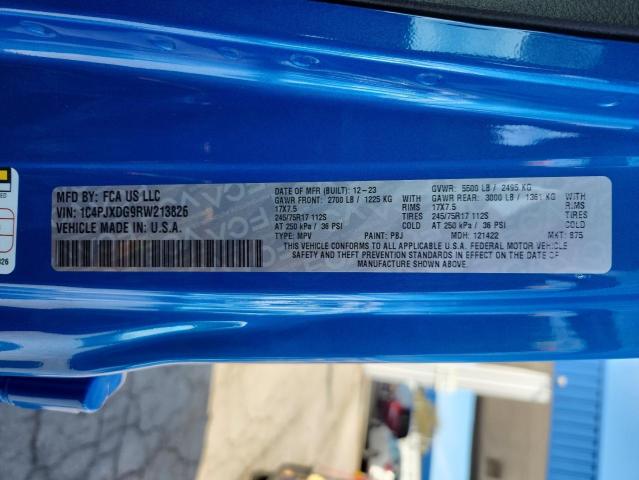 MFD BY: FCA US LLC
VIN: 1C4PJXDG9RW213826
VEHICLE MADE IN: U.S.A.
DATE OF MFR (BUILT): 12-23
GAWR FRONT: 2700 LB / 1225 KG WITH
17X7.5 RIMS
245/75R17 112S TIRES
AT 250 kPa / 36 PSI COLD
TYPE: MPV PAINT: PBJ
GVWR: 5500 LB / 2495 KG
GAWR REAR: 3000 LB / 1361 KG WITH
17X7.5 RIMS
245/75R17 112S TIRES
AT 250 kPa / 36 PSI COLD
MDH: 121422 MKT: 875
THIS VEHICLE CONFORMS TO ALL APPLICABLE U.S.A. FEDERAL MOTOR VEHICLE
SAFETY AND THEFT PREVENTION STANDARDS IN EFFECT ON THE DATE OF
MANUFACTURE SHOWN ABOVE.
826